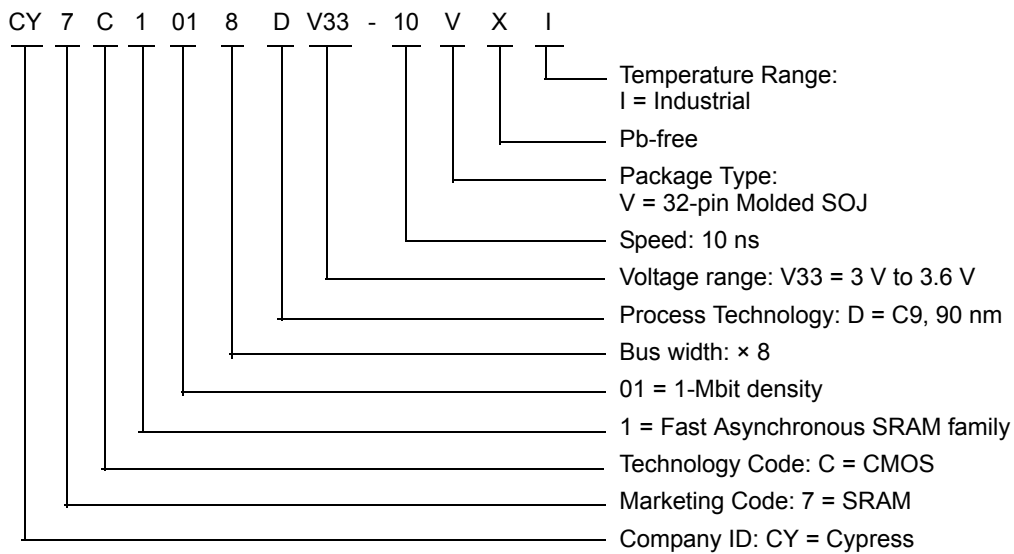 CY 7 C 1 01 8 D V33 - 10 V X I
Temperature Range:
I = Industrial
Pb-free
Package Type:
V = 32-pin Molded SOJ
Speed: 10 ns
Voltage range: V33 = 3 V to 3.6 V
Process Technology: D = C9, 90 nm
Bus width: × 8
01 = 1-Mbit density
1 = Fast Asynchronous SRAM family
Technology Code: C = CMOS
Marketing Code: 7 = SRAM
Company ID: CY = Cypress